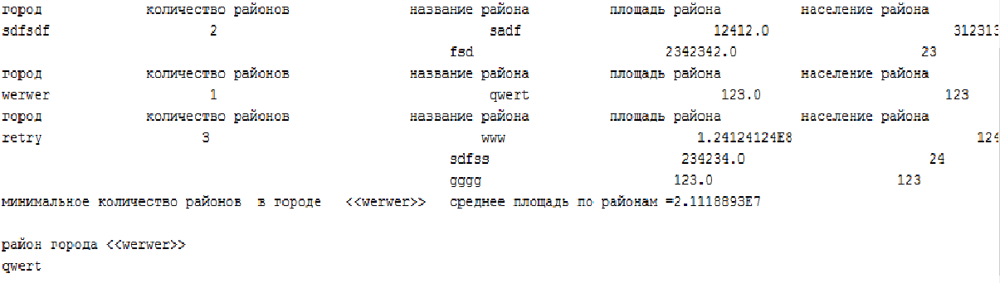 город количество районов название района площадь района население района
sdfsdf 2 sadf 12412.0 312313
fsd 2342342.0 23
город количество районов название района площадь района население района
werwer 1 qwert 123.0 123
город количество районов название района площадь района население района
retry 3 www 1.24124124E8 124
sdfss 234234.0 24
gggg 123.0 123
минимальное количество районов в городе <<werwer>> среднее площадь по районам =2.1118893E7
район города <<werwer>>
qwert